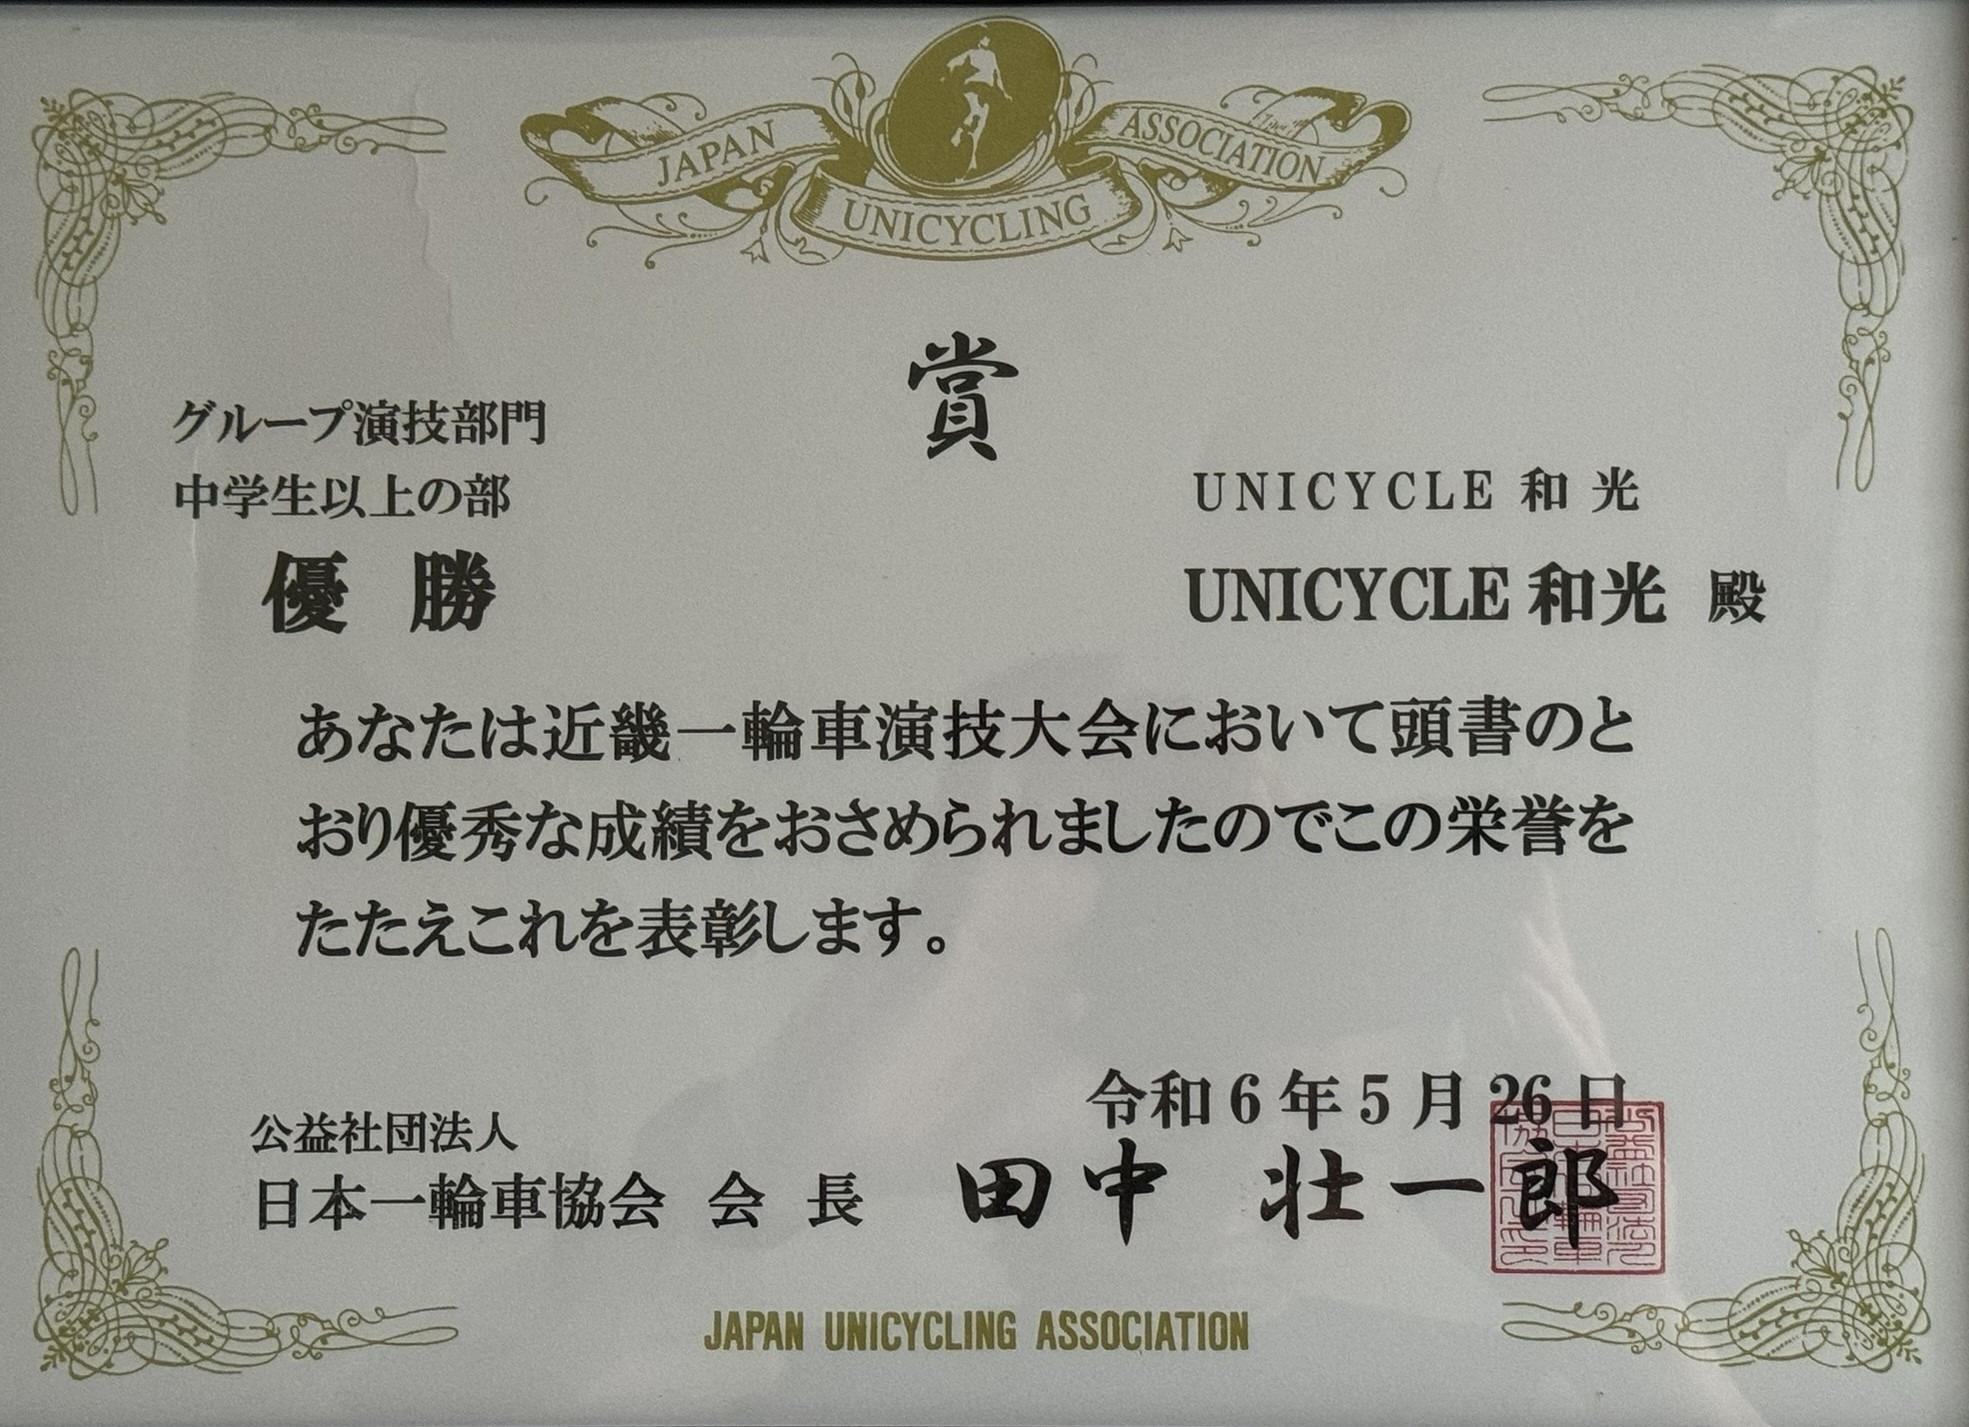 JAPAN UNICYCLING ASSOCIATION
賞
グループ演技部門
中学生以上の部
優勝
UNICYCLE 和光
UNICYCLE 和光 殿
あなたは近畿一輪車演技大会において頭書のと
おり優秀な成績をおさめられましたのでこの栄誉を
たたえこれを表彰します。
令和6年5月26日
公益社団法人
日本一輪車協会 会長 田中 壮一郎
JAPAN UNICYCLING ASSOCIATION